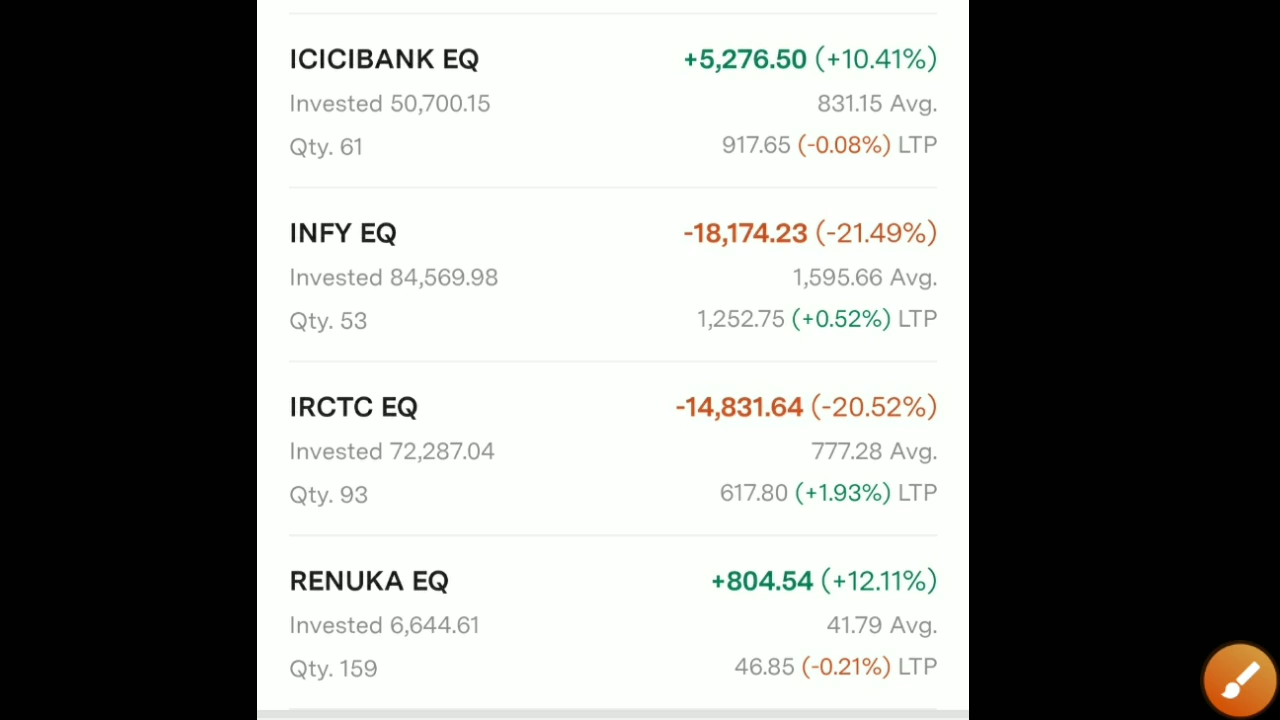 ICICIBANK EQ +5,276.50 (+10.41%)
Invested 50,700.15 831.15 Avg.
Qty. 61 917.65 (-0.08%) LTP
INFY EQ -18,174.23 (-21.49%)
Invested 84,569.98 1,595.66 Avg.
Qty. 53 1,252.75 (+0.52%) LTP
IRCTC EQ -14,831.64 (-20.52%)
Invested 72,287.04 777.28 Avg.
Qty. 93 617.80 (+1.93%) LTP
RENUKA EQ +804.54 (+12.11%)
Invested 6,644.61 41.79 Avg.
Qty. 159 46.85 (-0.21%) LTP